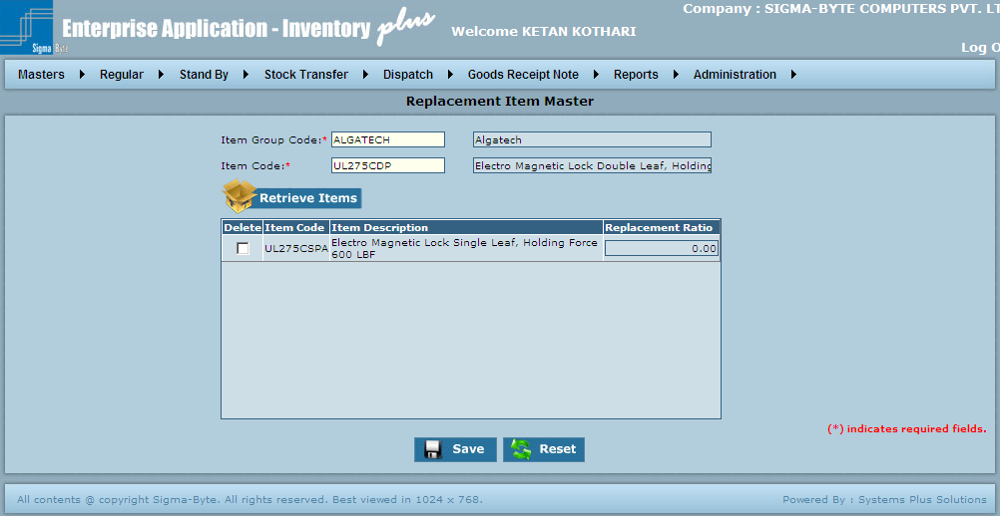 Company : SIGMA-BYTE COMPUTERS PVT. LT
Enterprise Application - Inventory plus
Welcome KETAN KOTHARI
Sigma Byte
Log O
Masters Regular Stand By Stock Transfer Dispatch Goods Receipt Note Reports Administration
Replacement Item Master
Item Group Code:* ALGATECH Algatech
Item Code:* UL275CDP Electro Magnetic Lock Double Leaf, Holding
Retrieve Items
Delete Item Code Item Description Replacement Ratio
UL275CSPA Electro Magnetic Lock Single Leaf, Holding Force 0.00
600 LBF
(*) indicates required fields.
Save Reset
All contents @ copyright Sigma-Byte. All rights reserved. Best viewed in 1024 x 768. Powered By : Systems Plus Solutions